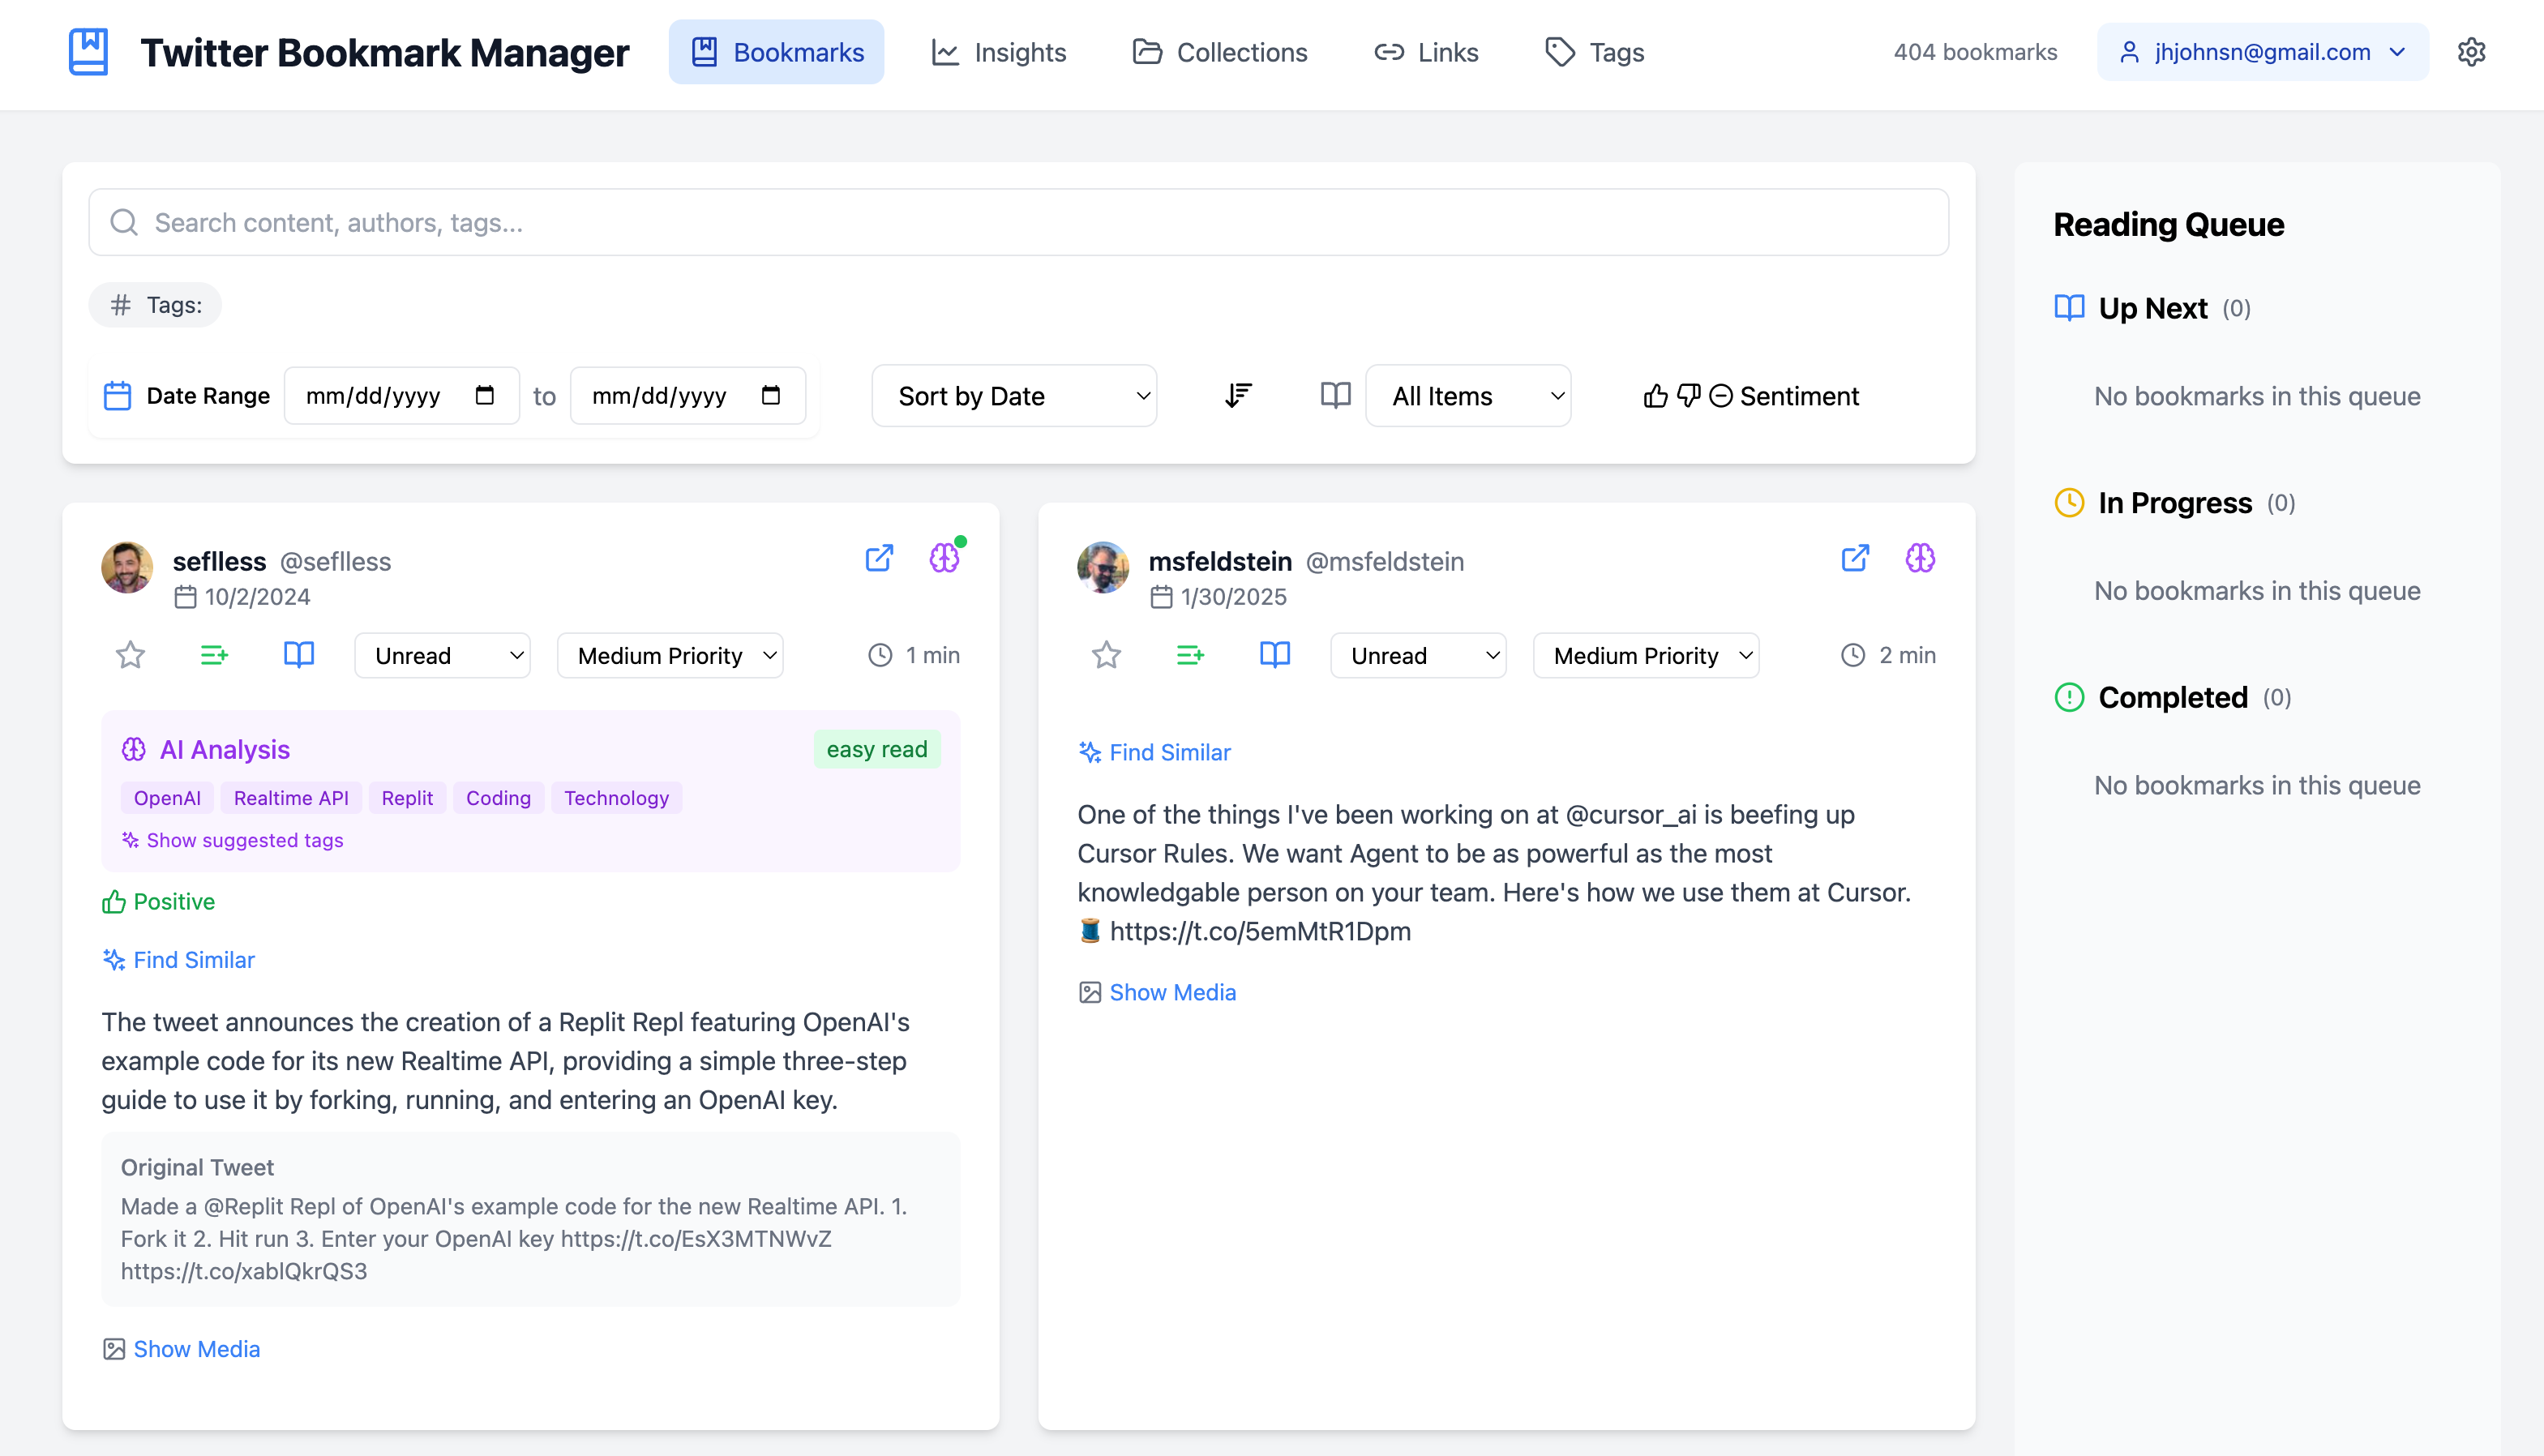 Twitter Bookmark Manager
Bookmarks
Insights
Collections
Links
Tags
404 bookmarks
jhjohnsn@gmail.com
Search content, authors, tags...
# Tags:
Date Range
mm/dd/yyyy
to
mm/dd/yyyy
Sort by Date
All Items
Sentiment
seflless @seflless
10/2/2024
Unread
Medium Priority
1 min
AI Analysis
easy read
OpenAI
Realtime API
Replit
Coding
Technology
Show suggested tags
Positive
Find Similar
The tweet announces the creation of a Replit Repl featuring OpenAI's
example code for its new Realtime API, providing a simple three-step
guide to use it by forking, running, and entering an OpenAI key.
Original Tweet
Made a @Replit Repl of OpenAI's example code for the new Realtime API. 1.
Fork it 2. Hit run 3. Enter your OpenAI key https://t.co/EsX3MTNWvZ
https://t.co/xablQkrQS3
Show Media
msfeldstein @msfeldstein
1/30/2025
Unread
Medium Priority
2 min
Find Similar
One of the things I've been working on at @cursor_ai is beefing up
Cursor Rules. We want Agent to be as powerful as the most
knowledgable person on your team. Here's how we use them at Cursor.
🧵 https://t.co/5emMtR1Dpm
Show Media
Reading Queue
Up Next (0)
No bookmarks in this queue
In Progress (0)
No bookmarks in this queue
Completed (0)
No bookmarks in this queue